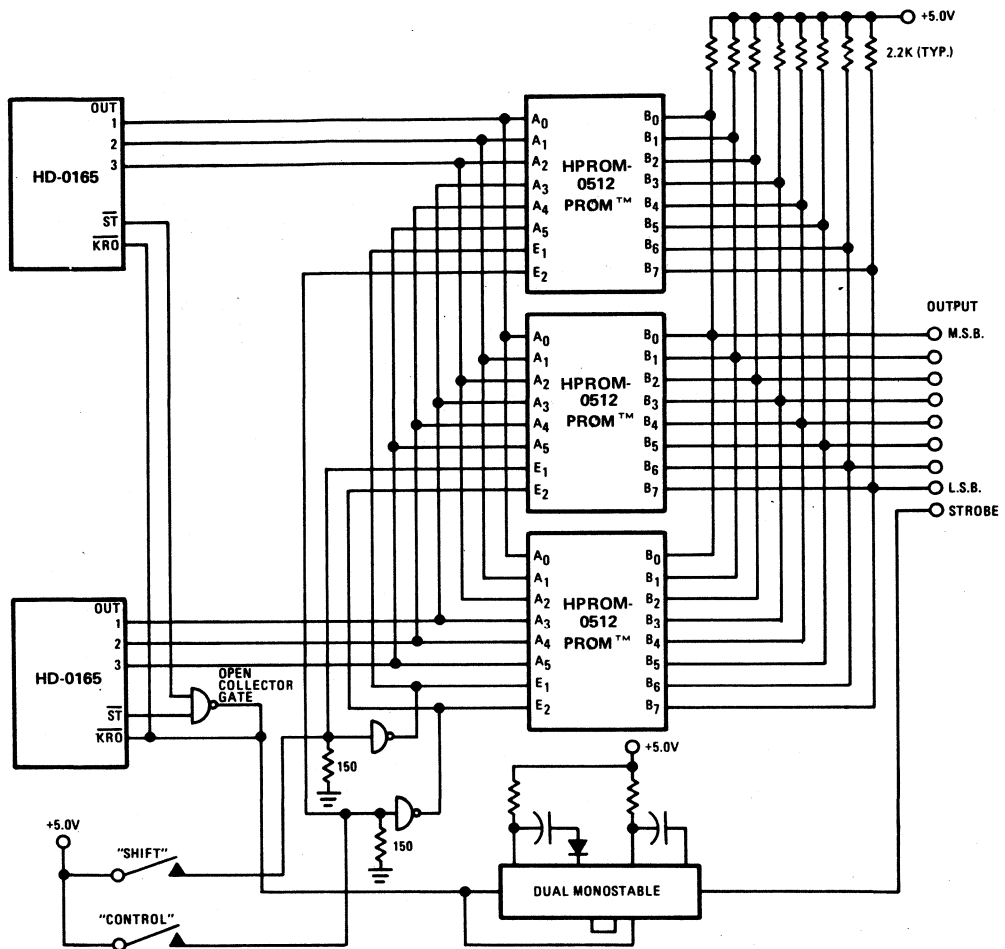 +5.0V
2.2K (TYP.)
HD-0165
OUT
1
2
3
ST
KRO
A0
A1
A2
A3
A4
A5
E1
E2
HPROM-
0512
PROM™
B0
B1
B2
B3
B4
B5
B6
B7
OUTPUT
M.S.B.
L.S.B.
STROBE
A0
A1
A2
A3
A4
A5
E1
E2
HPROM-
0512
PROM™
B0
B1
B2
B3
B4
B5
B6
B7
A0
A1
A2
A3
A4
A5
E1
E2
HPROM-
0512
PROM™
B0
B1
B2
B3
B4
B5
B6
B7
HD-0165
OUT
1
2
3
ST
KRO
OPEN
COLLECTOR
GATE
150
150
+5.0V
+5.0V
"SHIFT"
"CONTROL"
DUAL MONOSTABLE